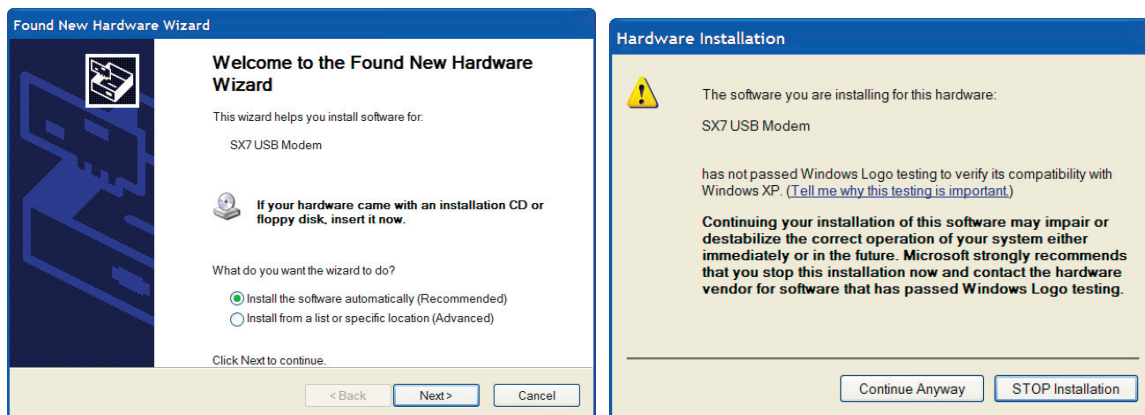 Found New Hardware Wizard
Welcome to the Found New Hardware
Wizard
This wizard helps you install software for:
SX7 USB Modem
If your hardware came with an installation CD or
floppy disk, insert it now.
What do you want the wizard to do?
Install the software automatically (Recommended)
Install from a list or specific location (Advanced)
Click Next to continue.
< Back
Next >
Cancel
Hardware Installation
The software you are installing for this hardware:
SX7 USB Modem
has not passed Windows Logo testing to verify its compatibility with
Windows XP. (Tell me why this testing is important.)
Continuing your installation of this software may impair or
destabilize the correct operation of your system either
immediately or in the future. Microsoft strongly recommends
that you stop this installation now and contact the hardware
vendor for software that has passed Windows Logo testing.
Continue Anyway
STOP Installation